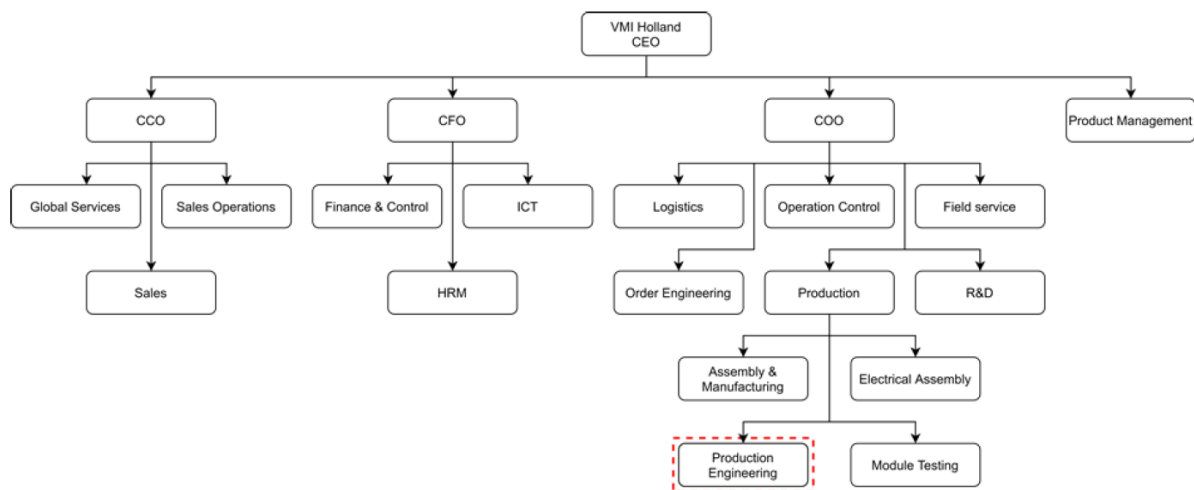 VMI Holland
CEO
CCO
CFO
COO
Product Management
Global Services
Sales Operations
Finance & Control
ICT
Logistics
Operation Control
Field service
Sales
HRM
Order Engineering
Production
R&D
Assembly &
Manufacturing
Electrical Assembly
Production
Engineering
Module Testing